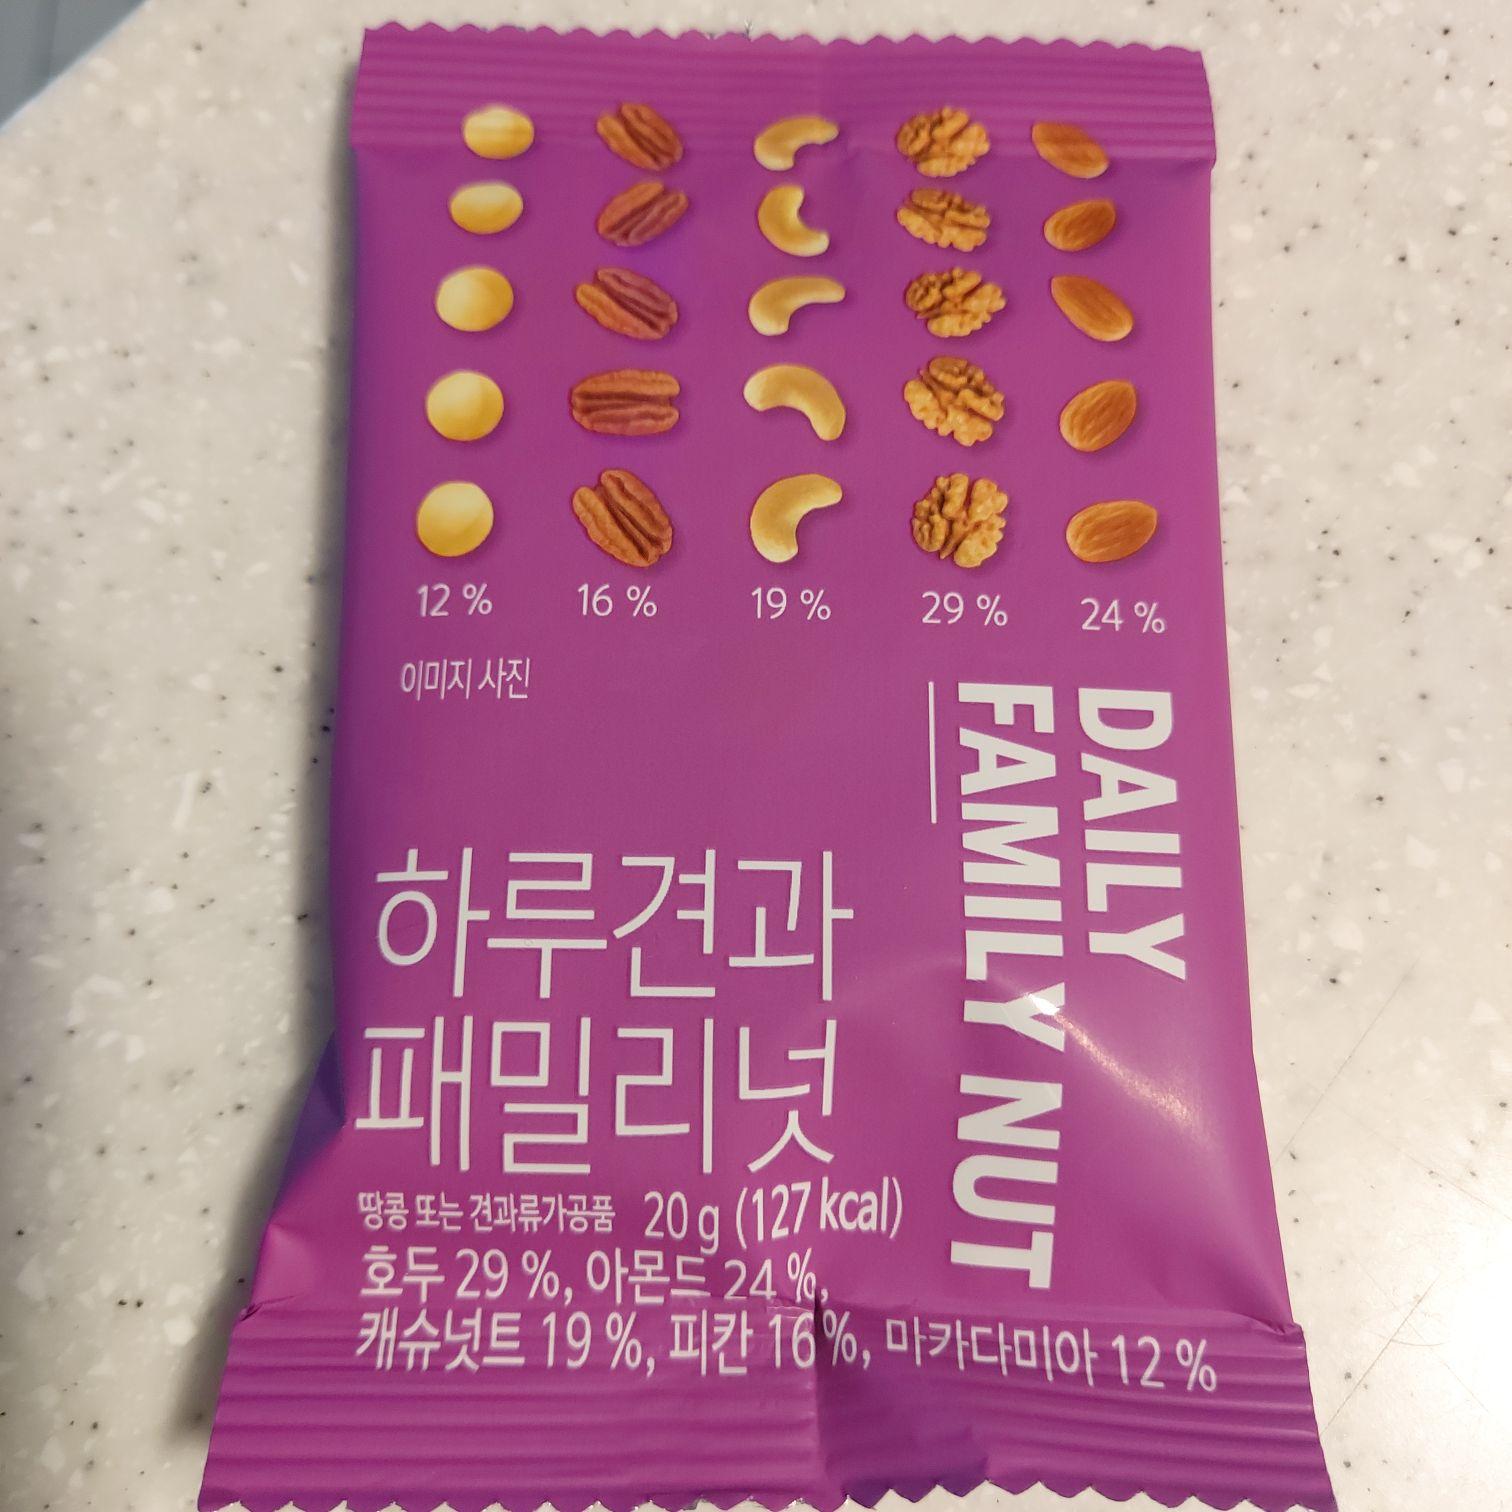 12 % 16 % 19 % 29 % 24 %
이미지 사진
DAILY
FAMILY NUT
하루견과
패밀리넛
땅콩 또는 견과류가공품 20 g (127 kcal)
호두 29 %, 아몬드 24 %,
캐슈넛트 19 %, 피칸 16 %, 마카다미아 12 %